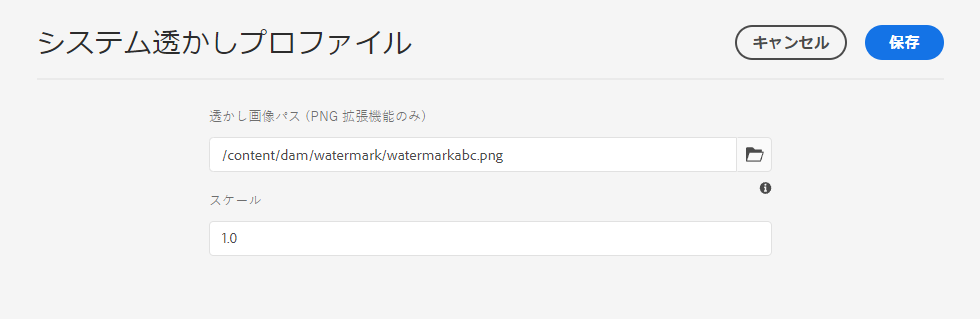 システム透かしプロファイル
キャンセル
保存
透かし画像パス (PNG 拡張機能のみ)
/content/dam/watermark/watermarkabc.png
スケール
1.0